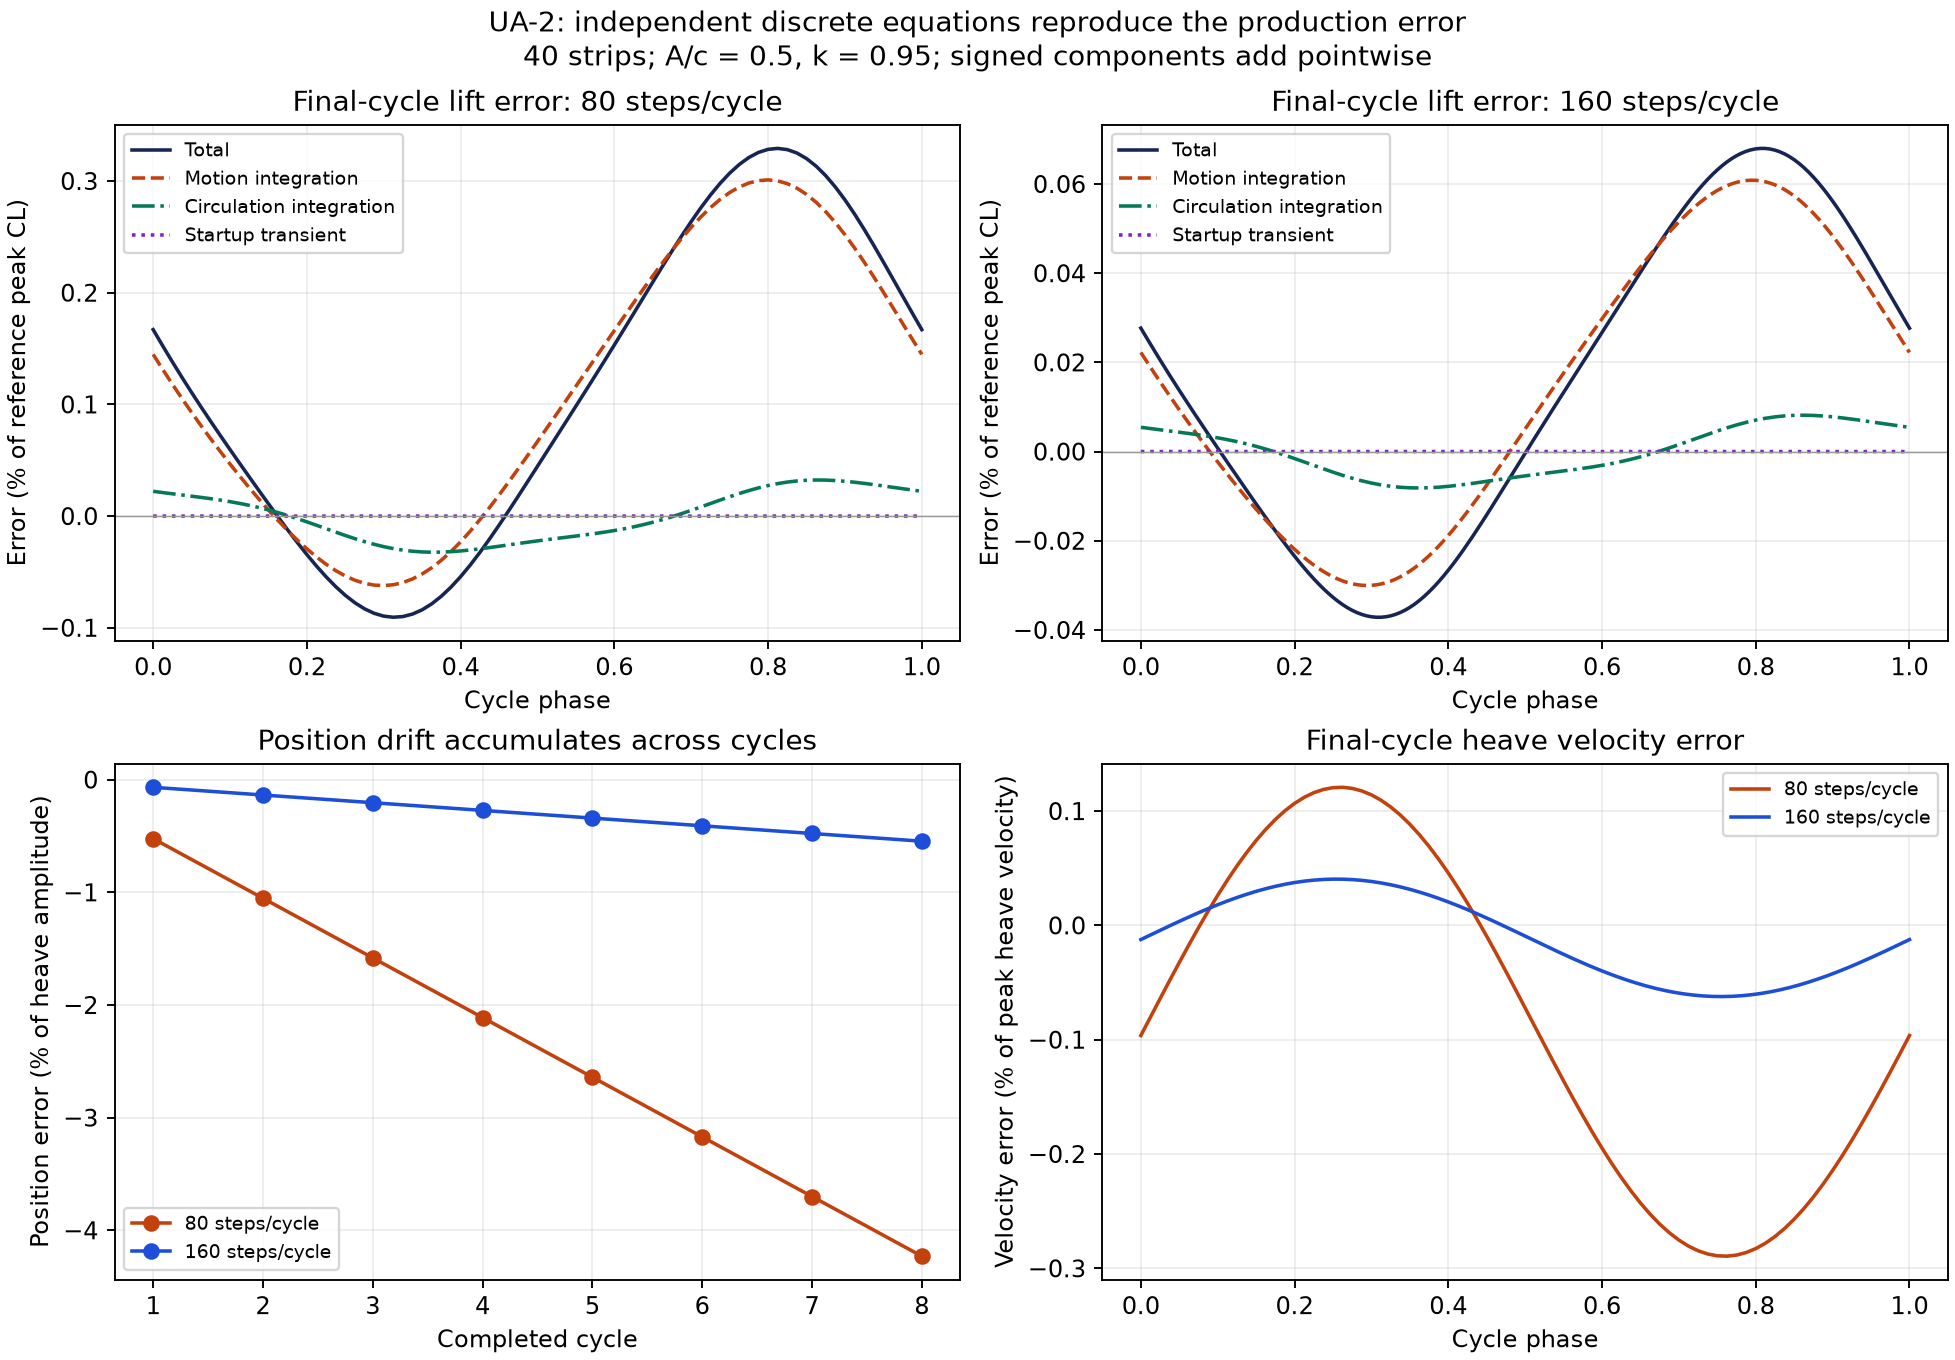 UA-2: independent discrete equations reproduce the production error
40 strips; A/c = 0.5, k = 0.95; signed components add pointwise
Final-cycle lift error: 80 steps/cycle
Error (% of reference peak CL)
0.3
0.2
0.1
0.0
−0.1
Total
Motion integration
Circulation integration
Startup transient
0.0 0.2 0.4 0.6 0.8 1.0
Cycle phase
Final-cycle lift error: 160 steps/cycle
Error (% of reference peak CL)
0.06
0.04
0.02
0.00
−0.02
−0.04
Total
Motion integration
Circulation integration
Startup transient
0.0 0.2 0.4 0.6 0.8 1.0
Cycle phase
Position drift accumulates across cycles
Position error (% of heave amplitude)
0
−1
−2
−3
−4
80 steps/cycle
160 steps/cycle
1 2 3 4 5 6 7 8
Completed cycle
Final-cycle heave velocity error
Velocity error (% of peak heave velocity)
0.1
0.0
−0.1
−0.2
−0.3
80 steps/cycle
160 steps/cycle
0.0 0.2 0.4 0.6 0.8 1.0
Cycle phase